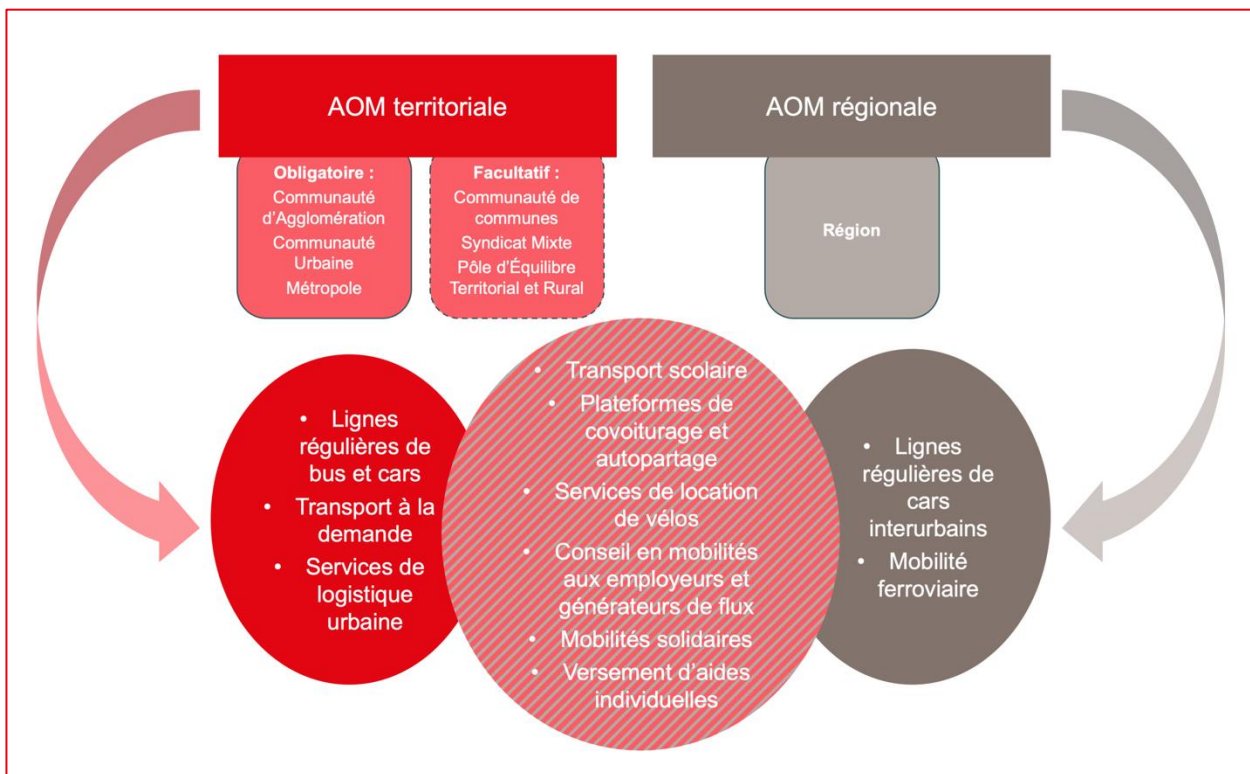 AOM territoriale
AOM régionale
Obligatoire :
Communauté
d'Agglomération
Communauté
Urbaine
Métropole
Facultatif :
Communauté de
communes
Syndicat Mixte
Pôle d'Équilibre
Territorial et Rural
Région
• Lignes
régulières de
bus et cars
• Transport à la
demande
• Services de
logistique
urbaine
• Transport scolaire
• Plateformes de
covoiturage et
autopartage
• Services de location
de vélos
• Conseil en mobilités
aux employeurs et
générateurs de flux
• Mobilités solidaires
• Versement d'aides
individuelles
• Lignes
régulières de
cars
interurbains
• Mobilité
ferroviaire